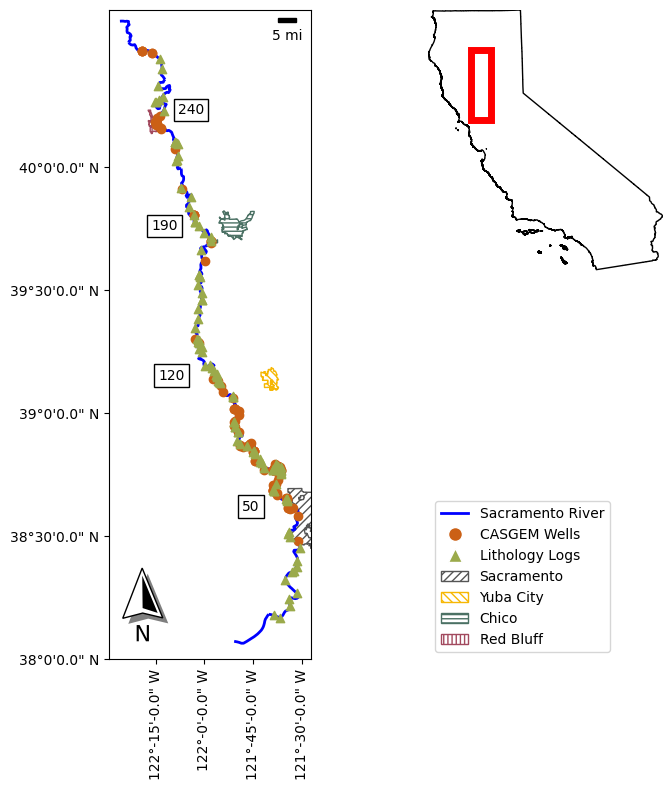 5 mi
240
40°0'0.0" N
190
39°30'0.0" N
120
39°0'0.0" N
50
38°30'0.0" N
N
38°0'0.0" N
122°-15'-0.0" W
122°-0'-0.0" W
121°-45'-0.0" W
121°-30'-0.0" W
Sacramento River
CASGEM Wells
Lithology Logs
Sacramento
Yuba City
Chico
Red Bluff